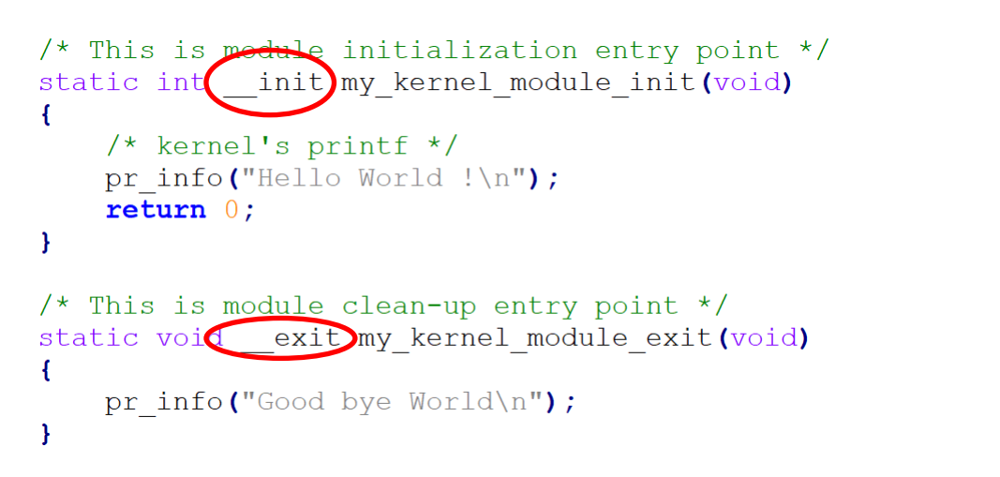 /* This is module initialization entry point */
static int __init my_kernel_module_init(void)
{
/* kernel's printf */
pr_info("Hello World !\n");
return 0;
}
/* This is module clean-up entry point */
static void __exit my_kernel_module_exit(void)
{
pr_info("Good bye World\n");
}